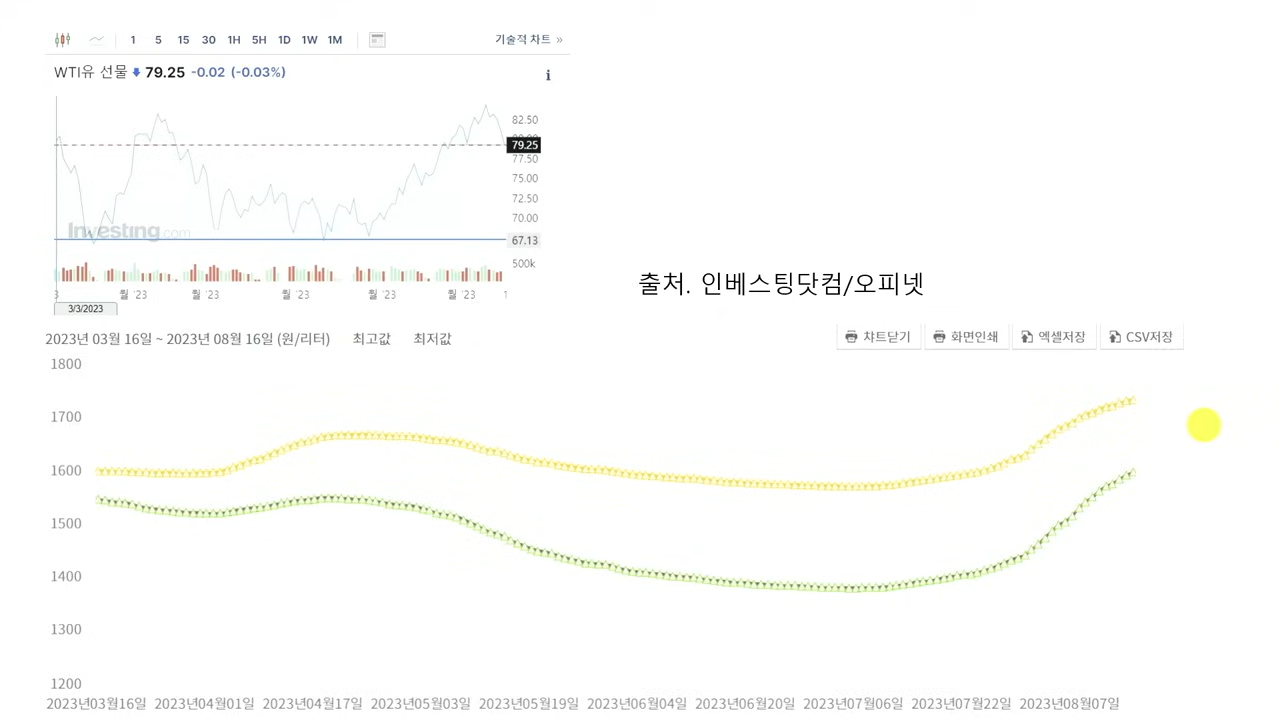 1 5 15 30 1H 5H 1D 1W 1M 기술적 차트 »
WTI유 선물 79.25 -0.02 (-0.03%)
82.50
79.25
77.50
75.00
72.50
70.00
Investing.com
67.13
500k
3 월 '23 월 '23 월 '23 월 '23 월 '23 1
3/3/2023
출처. 인베스팅닷컴/오피넷
2023년 03월 16일 ~ 2023년 08월 16일 (원/리터) 최고값 최저값 챠트닫기 화면인쇄 엑셀저장 CSV저장
1800
1700
1600
1500
1400
1300
1200
2023년03월16일 2023년04월01일 2023년04월17일 2023년05월03일 2023년05월19일 2023년06월04일 2023년06월20일 2023년07월06일 2023년07월22일 2023년08월07일